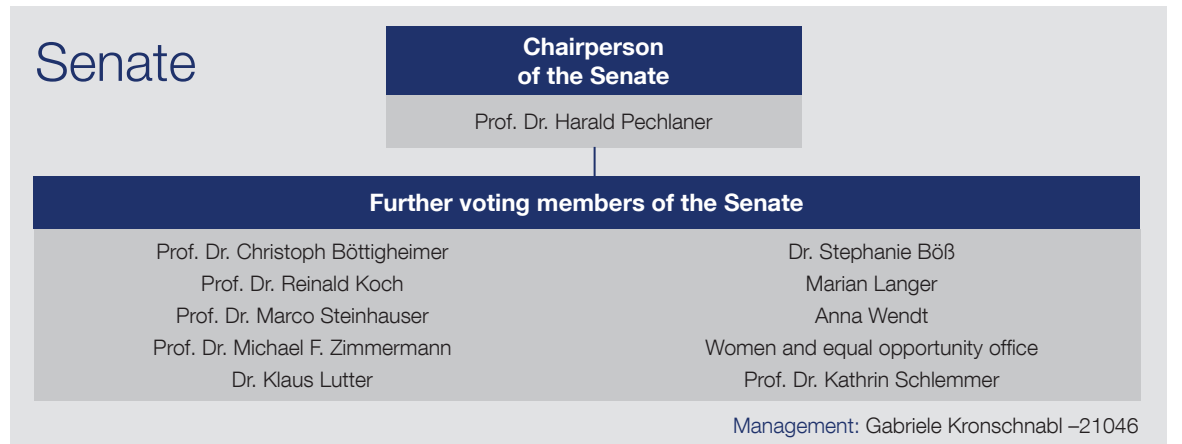 Senate
Chairperson
of the Senate
Prof. Dr. Harald Pechlaner
Further voting members of the Senate
Prof. Dr. Christoph Böttigheimer
Prof. Dr. Reinald Koch
Prof. Dr. Marco Steinhauser
Prof. Dr. Michael F. Zimmermann
Dr. Klaus Lutter
Dr. Stephanie Böß
Marian Langer
Anna Wendt
Women and equal opportunity office
Prof. Dr. Kathrin Schlemmer
Management: Gabriele Kronschnabl –21046